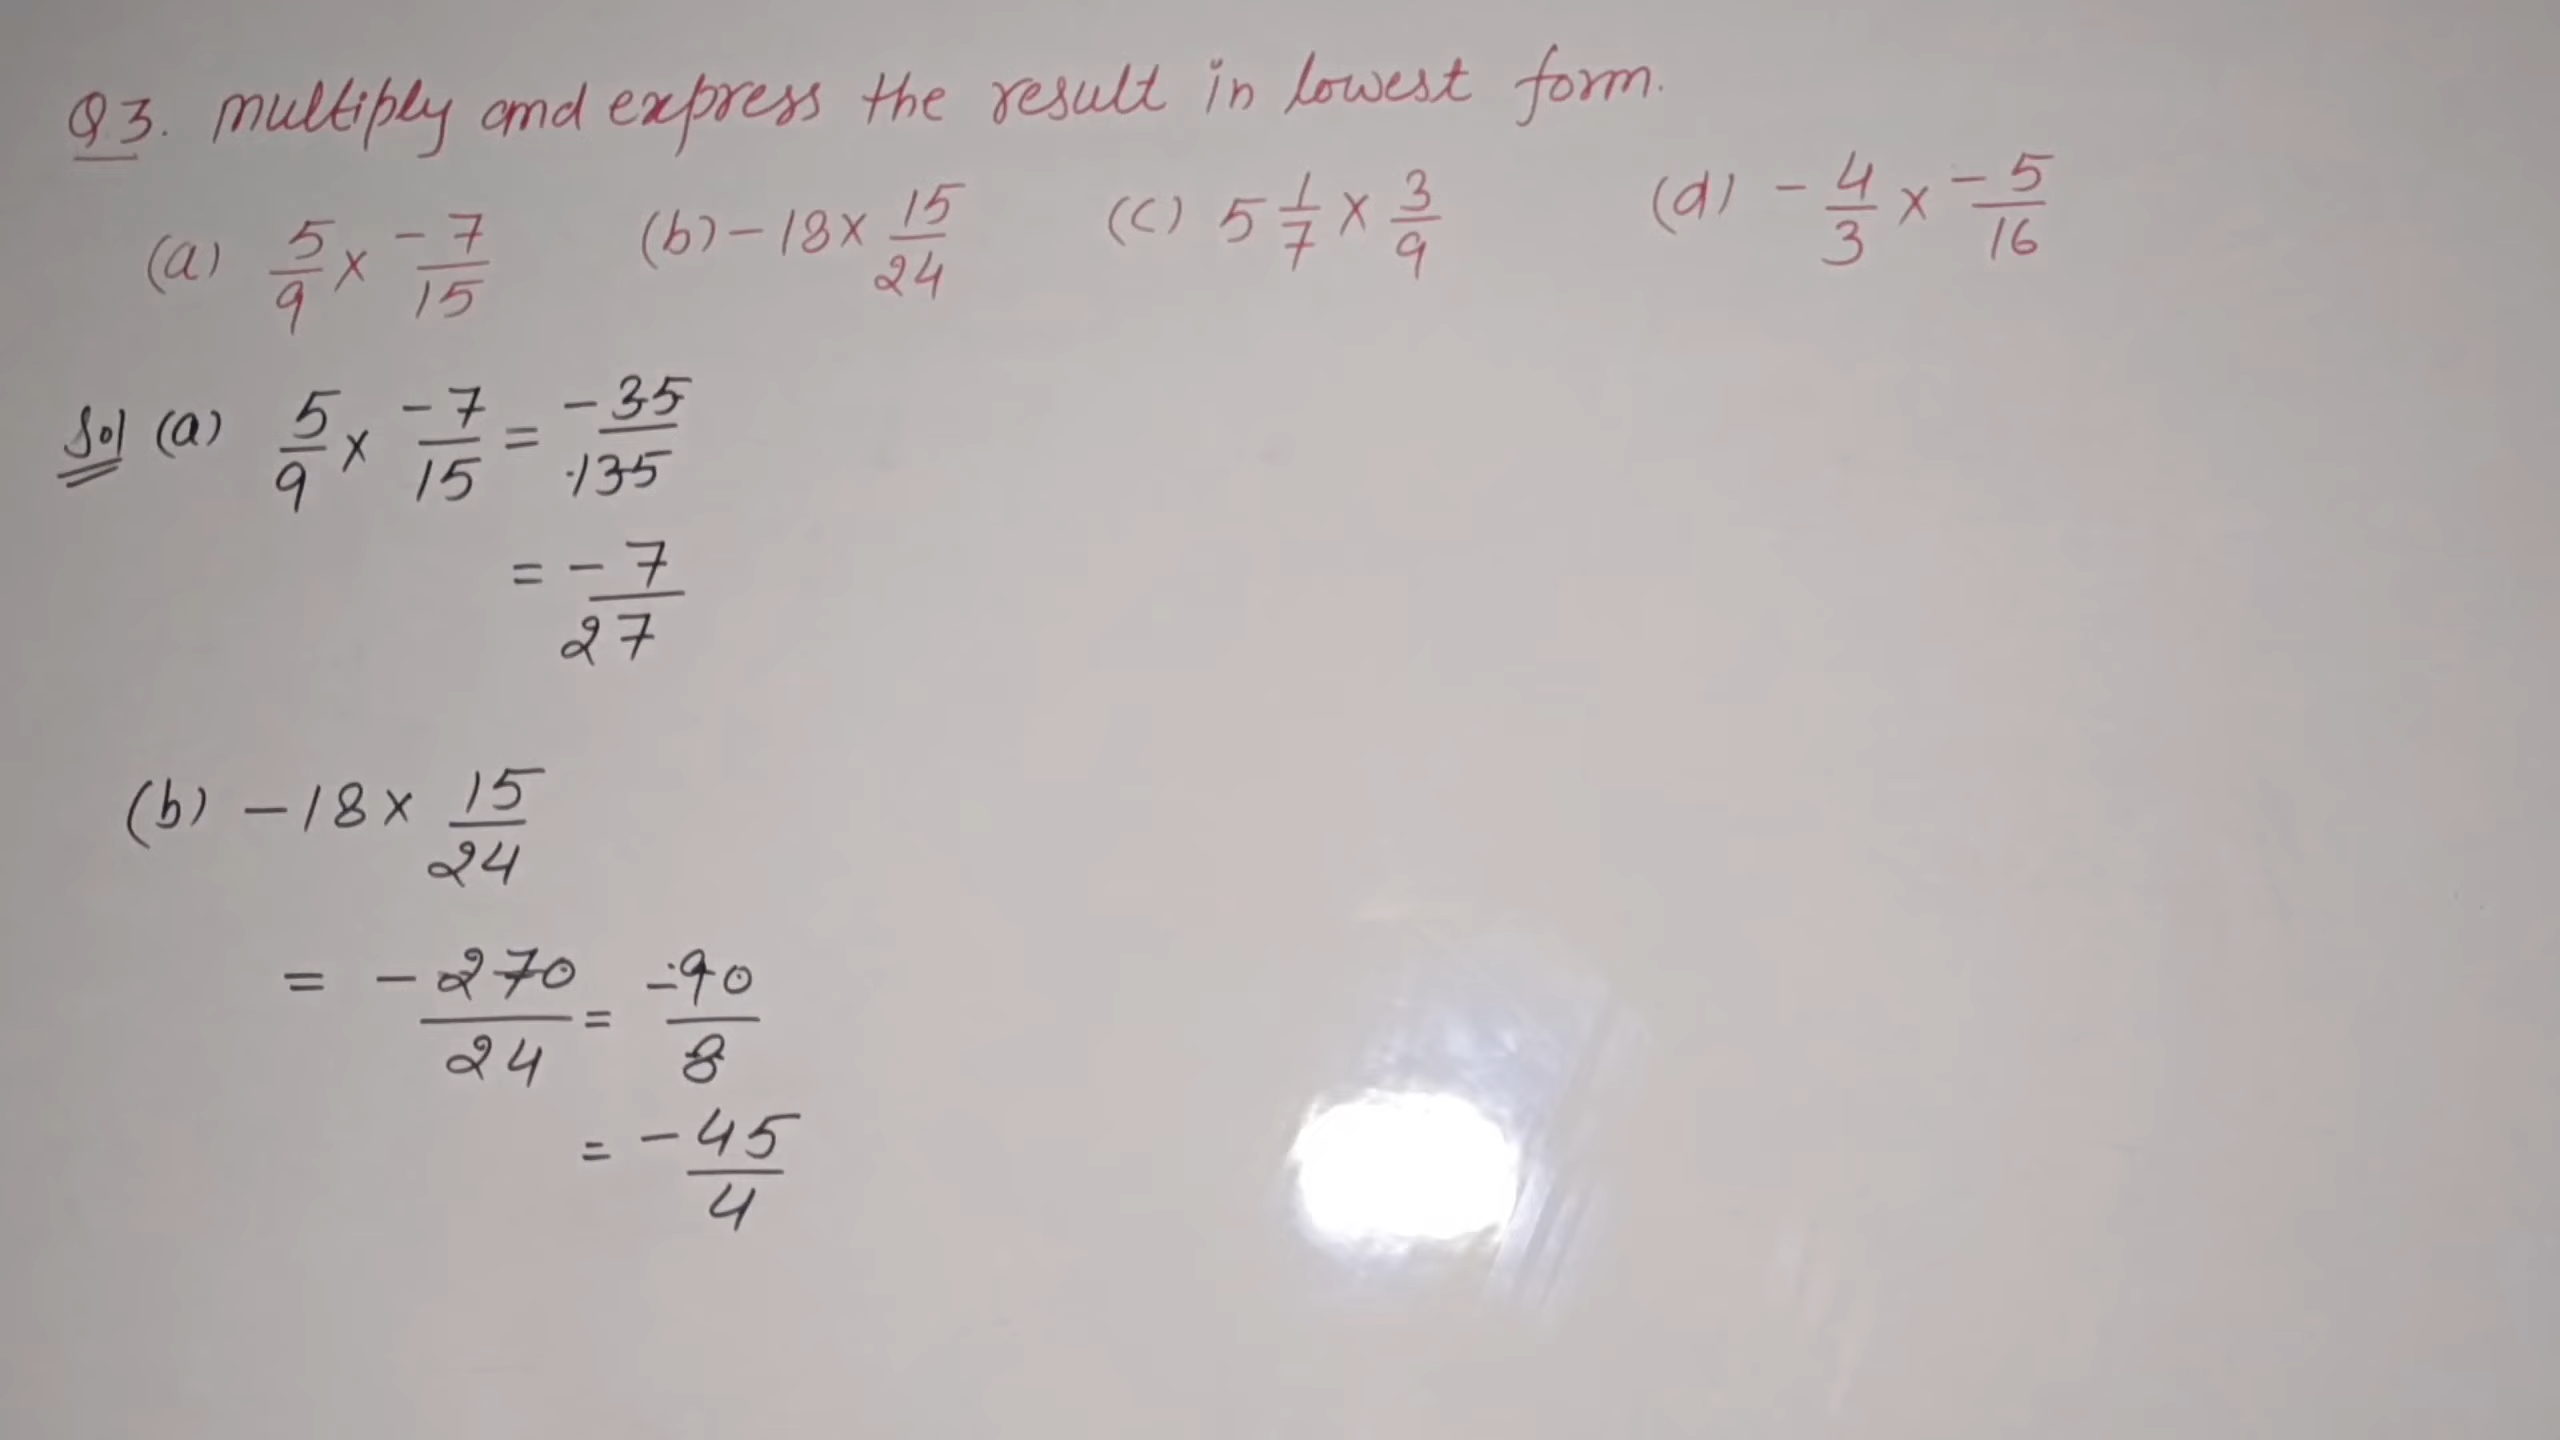 Q3. Multiply and express the result in lowest form.
(a) 5/9 × -7/15 (b) -18 × 15/24 (c) 5 1/7 × 3/9 (d) -4/3 × -5/16
Sol (a) 5/9 × -7/15 = -35/135
= -7/27
(b) -18 × 15/24
= -270/24 = -90/8
= -45/4